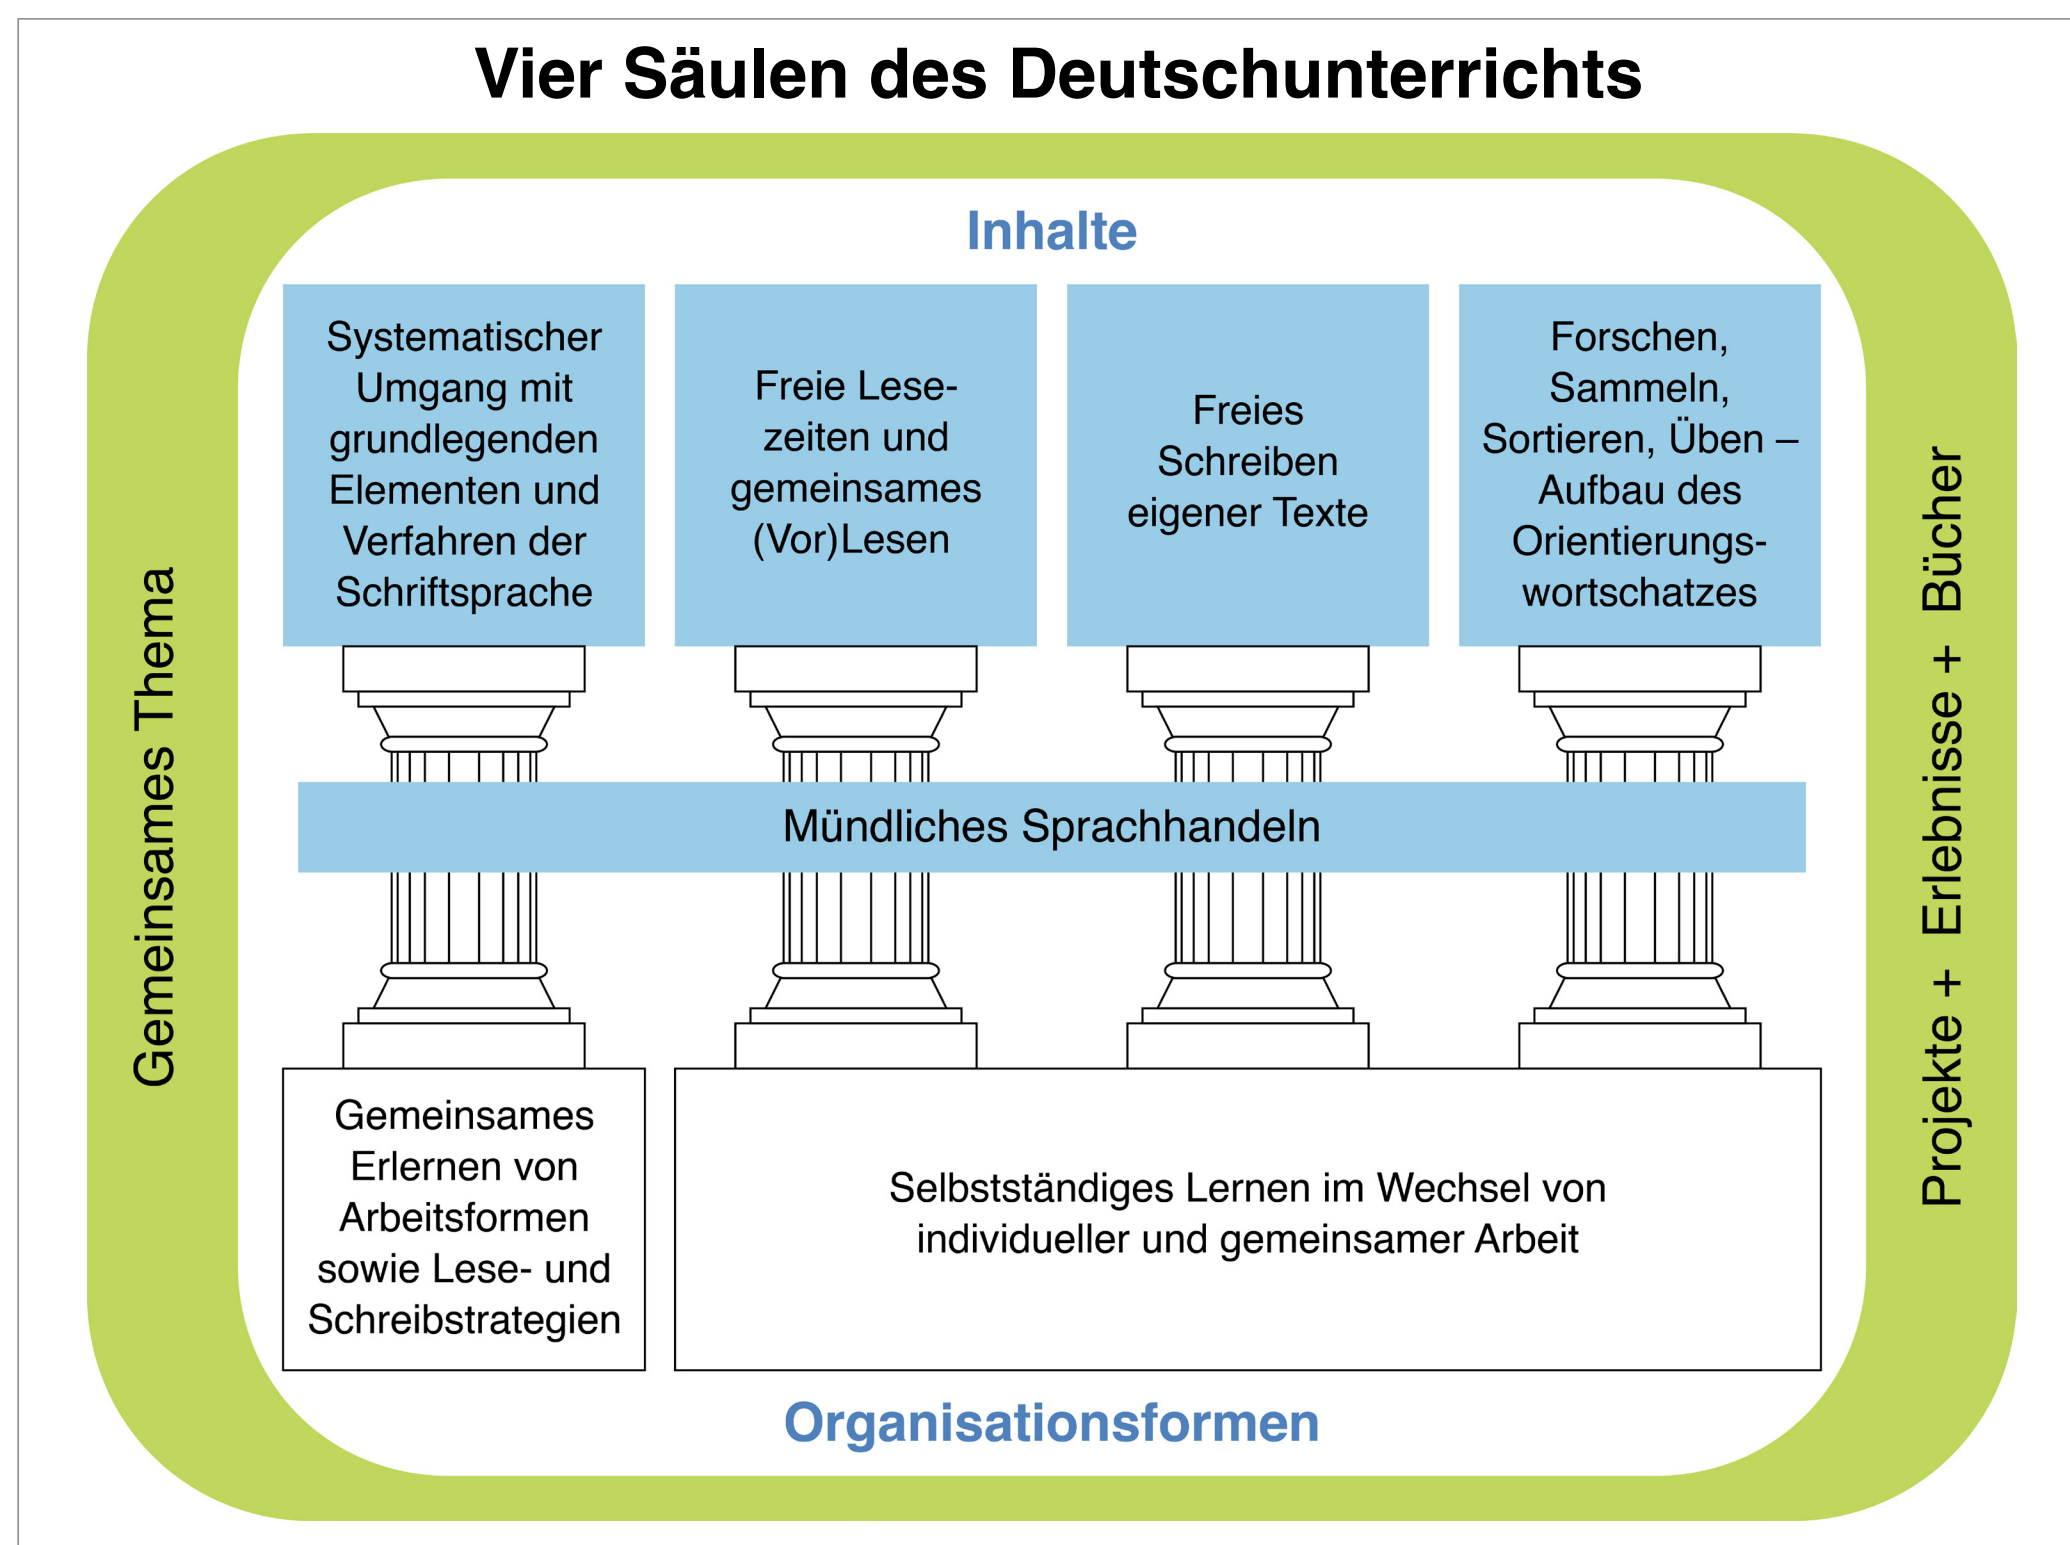 Vier Säulen des Deutschunterrichts
Inhalte
Systematischer
Umgang mit
grundlegenden
Elementen und
Verfahren der
Schriftsprache
Freie Lese-
zeiten und
gemeinsames
(Vor)Lesen
Freies
Schreiben
eigener Texte
Forschen,
Sammeln,
Sortieren, Üben –
Aufbau des
Orientierungs-
wortschatzes
Gemeinsames Thema
Mündliches Sprachhandeln
Projekte + Erlebnisse + Bücher
Gemeinsames
Erlernen von
Arbeitsformen
sowie Lese- und
Schreibstrategien
Selbstständiges Lernen im Wechsel von
individueller und gemeinsamer Arbeit
Organisationsformen